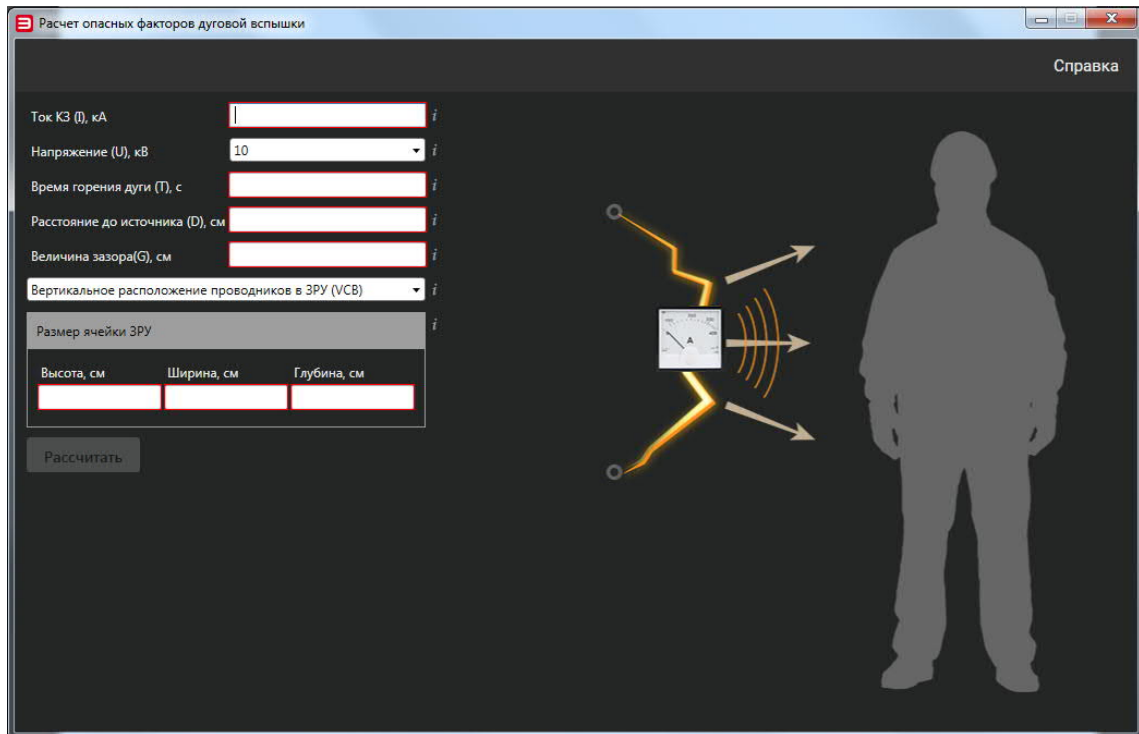 Расчет опасных факторов дуговой вспышки
Справка
Ток КЗ (I), кА
Напряжение (U), кВ
10
Время горения дуги (T), с
Расстояние до источника (D), см
Величина зазора(G), см
Вертикальное расположение проводников в ЗРУ (VCB)
Размер ячейки ЗРУ
Высота, см Ширина, см Глубина, см
Рассчитать
A